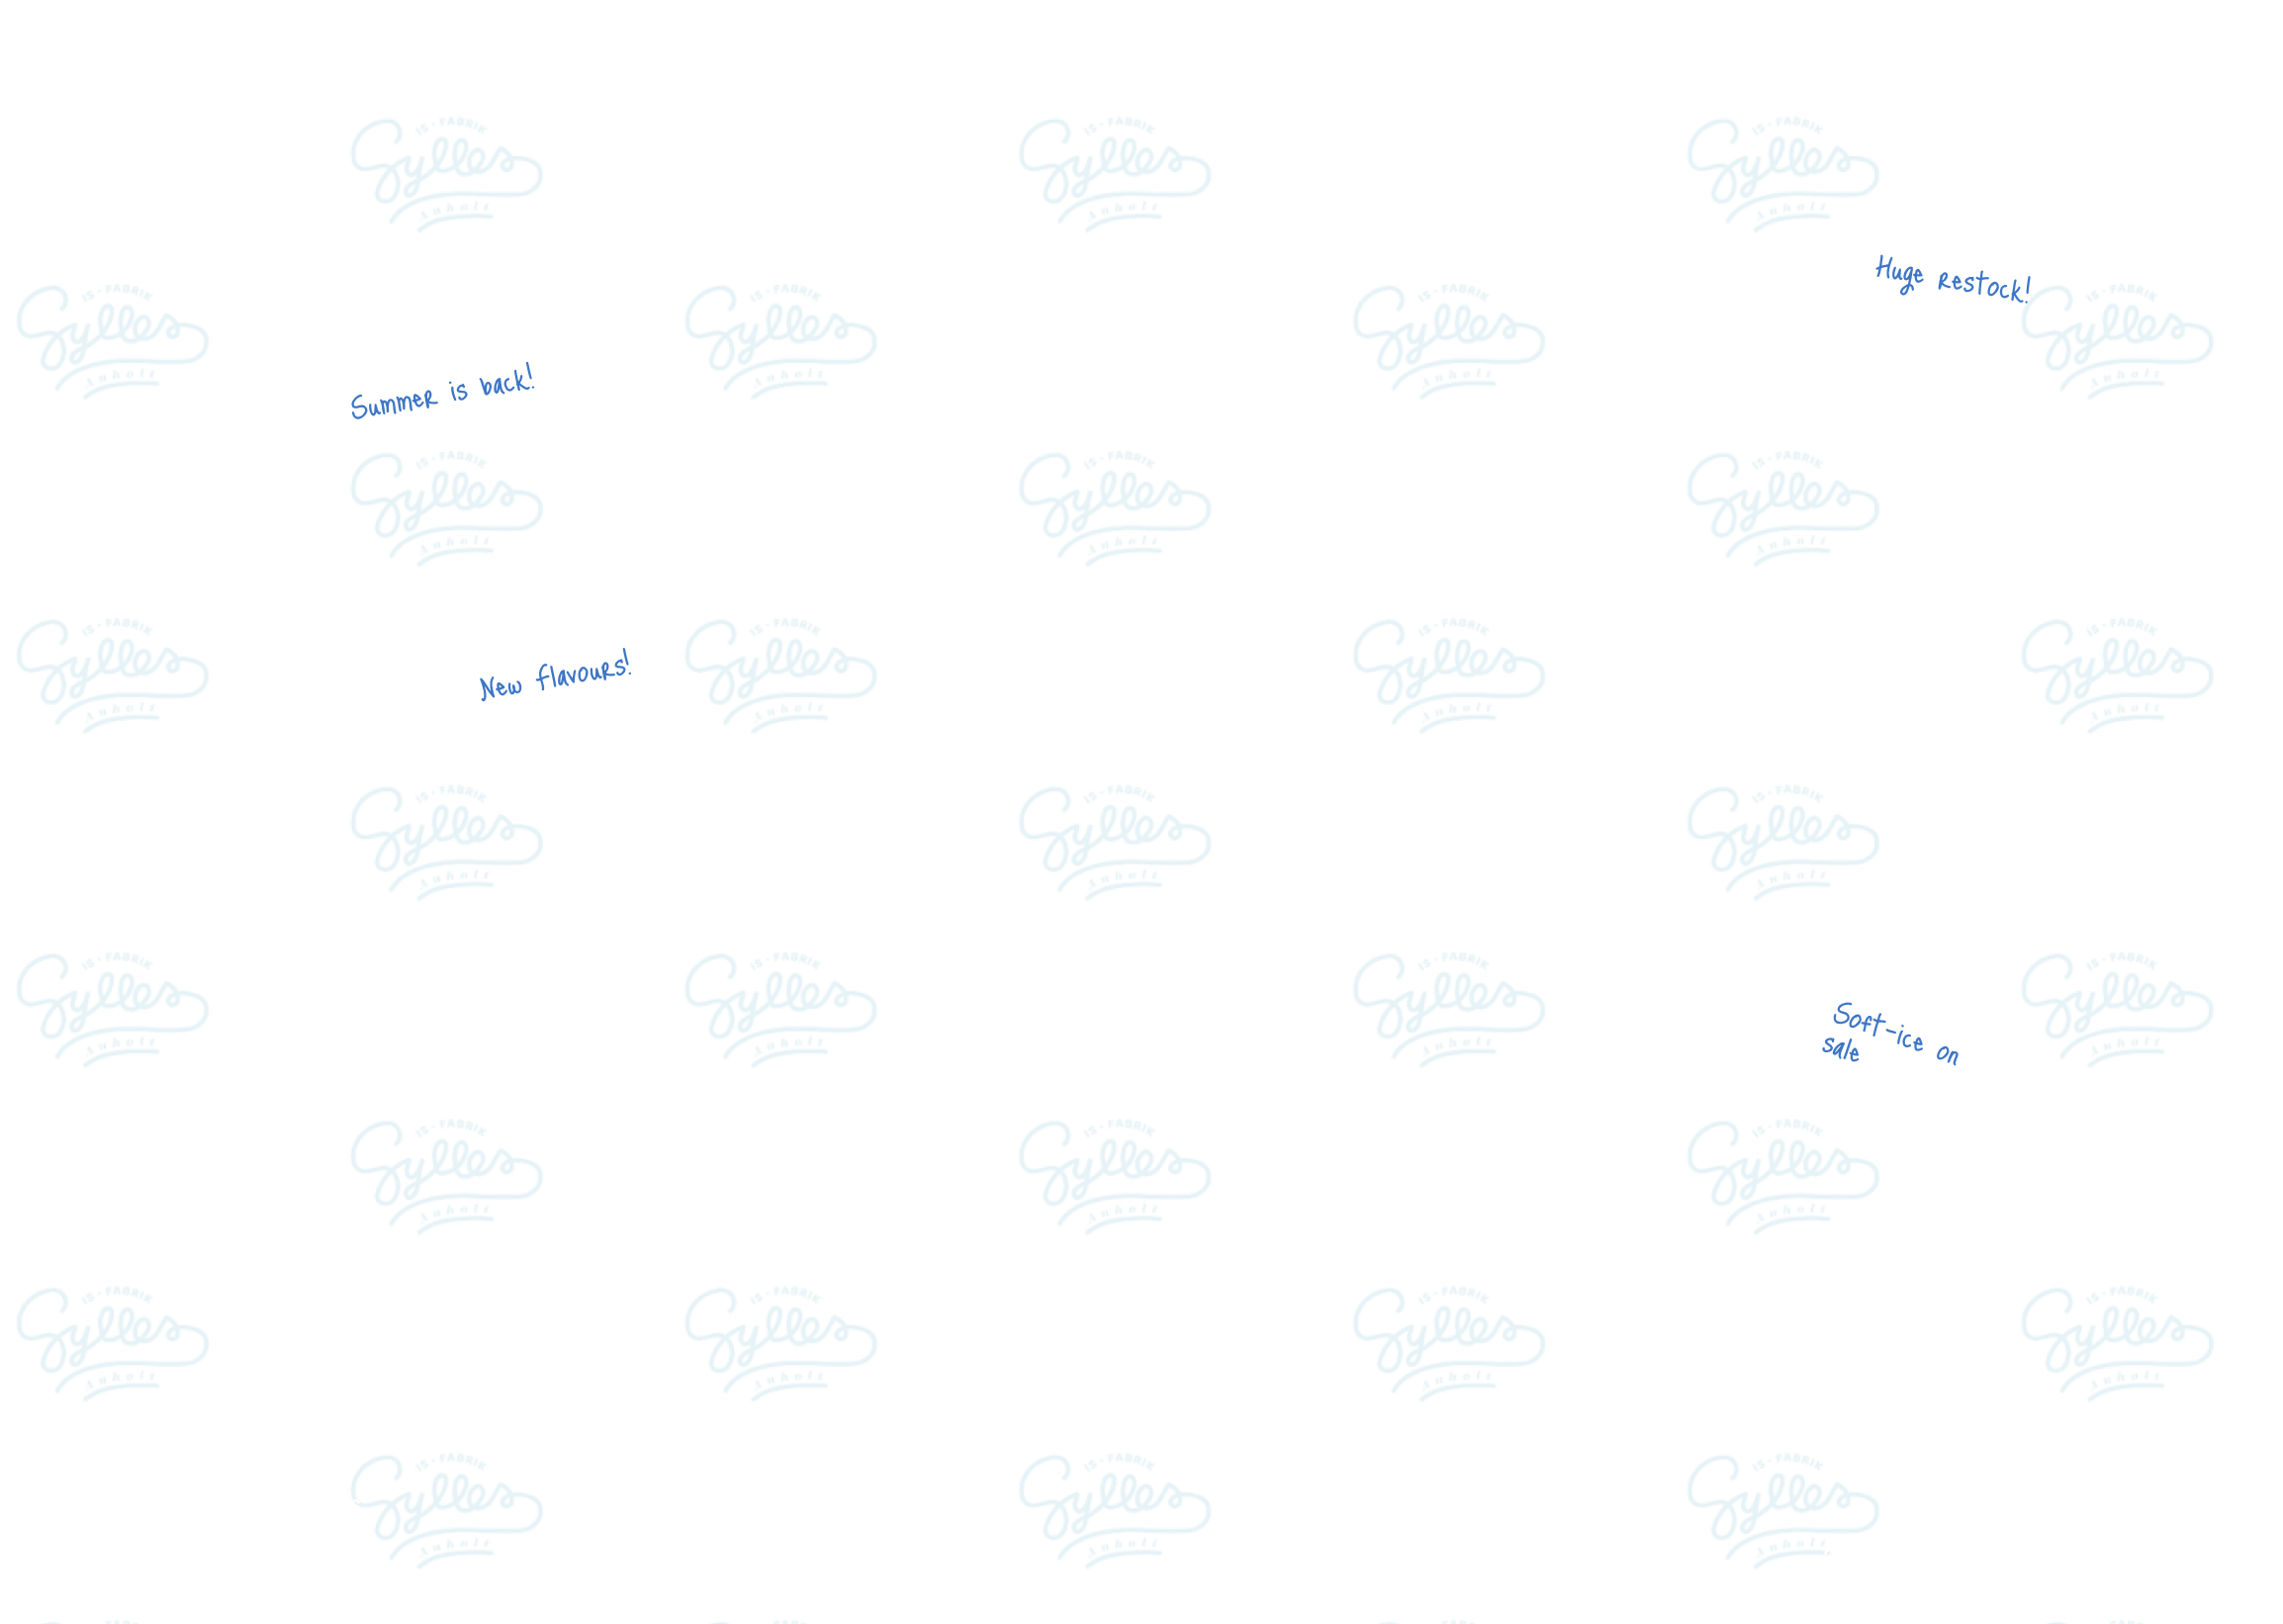 IS-FABRIK
Gylles
Anholt
Huge restock!
Summer is back!
New flavours!
Soft-ice on
sale